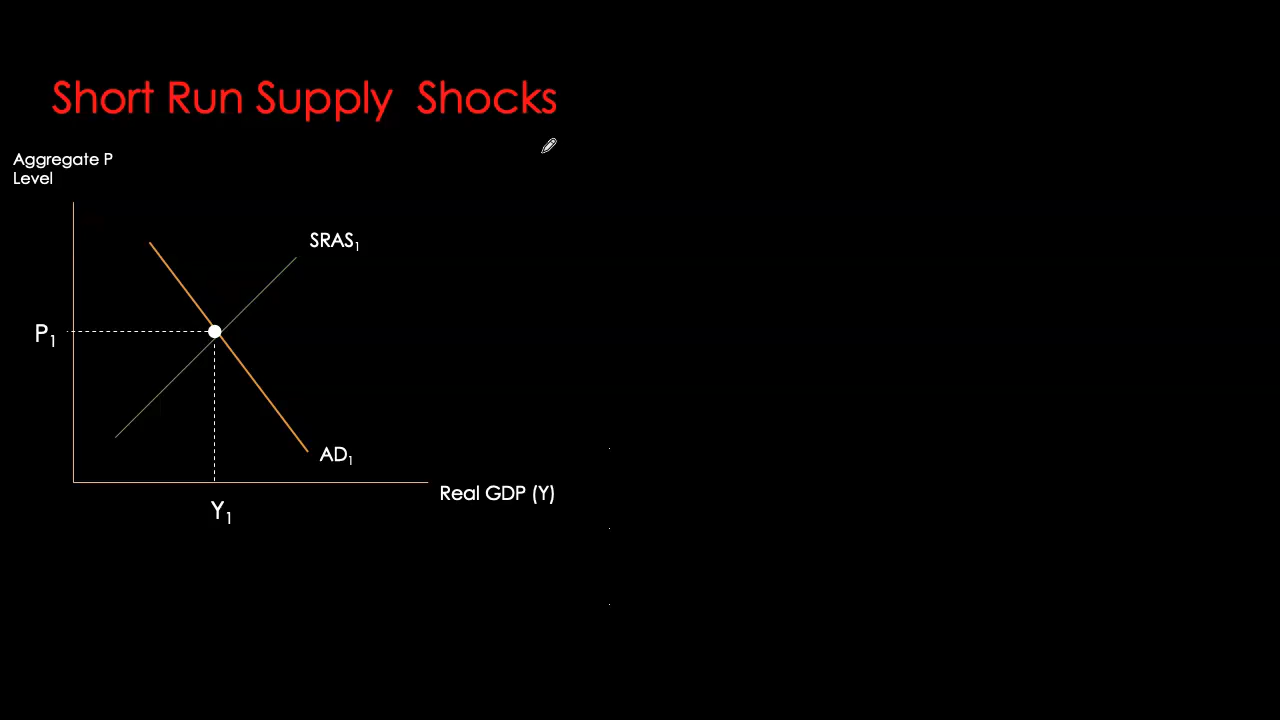 Short Run Supply Shocks
Aggregate P
Level
SRAS1
P1
AD1
Real GDP (Y)
Y1